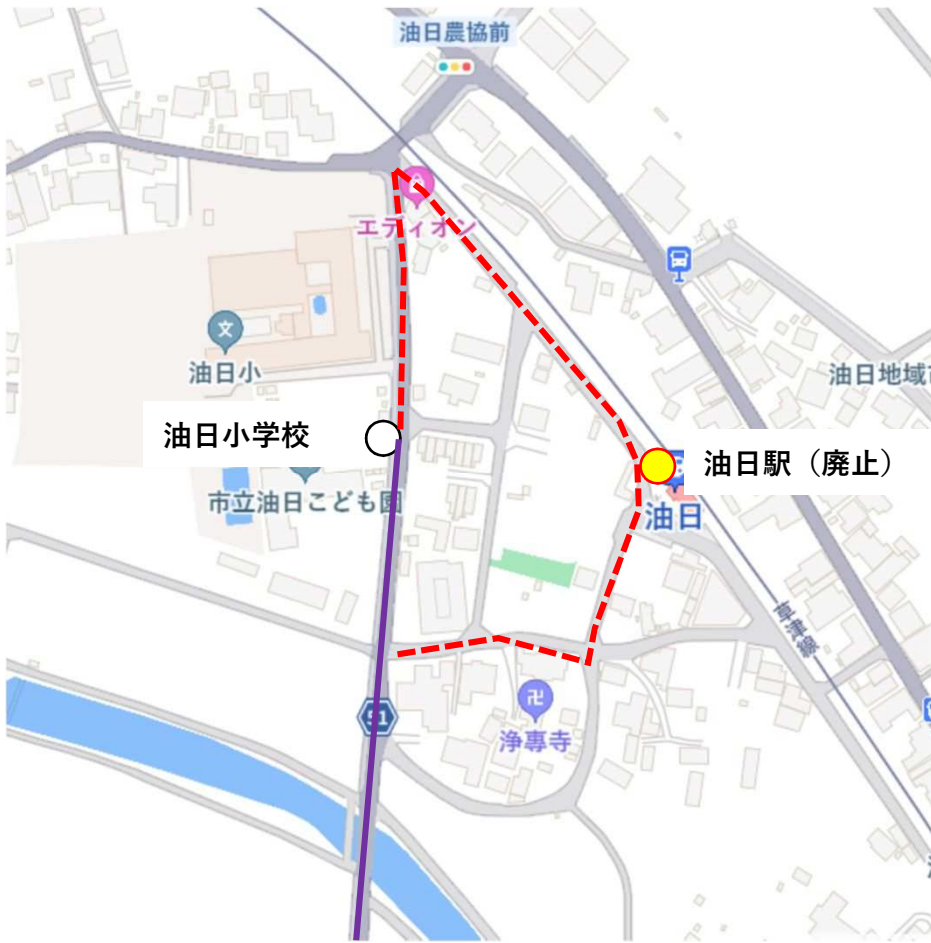 油日農協前
エディオン
油日小
油日地域市
油日小学校
油日駅（廃止）
市立油日こども園
油日
草津線
51
浄専寺